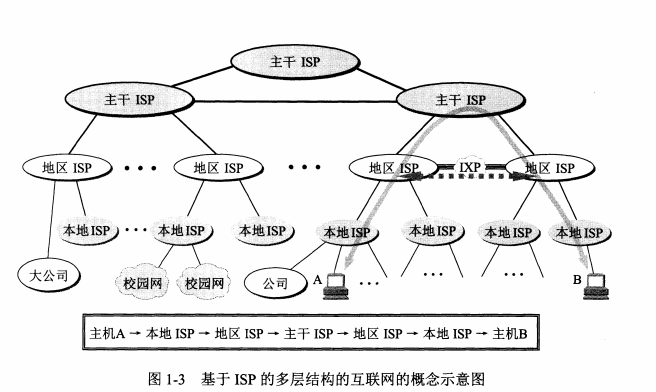 主干 ISP
主干 ISP
主干 ISP
地区 ISP
•••
地区 ISP
•••
地区 ISP
IXP
地区 ISP
本地 ISP
•••
本地 ISP
本地 ISP
本地 ISP
本地 ISP
本地 ISP
本地 ISP
大公司
校园网
校园网
公司
A
•••
•••
•••
B
主机A → 本地 ISP → 地区 ISP → 主干 ISP → 地区 ISP → 本地 ISP → 主机B
图 1-3 基于 ISP 的多层结构的互联网的概念示意图